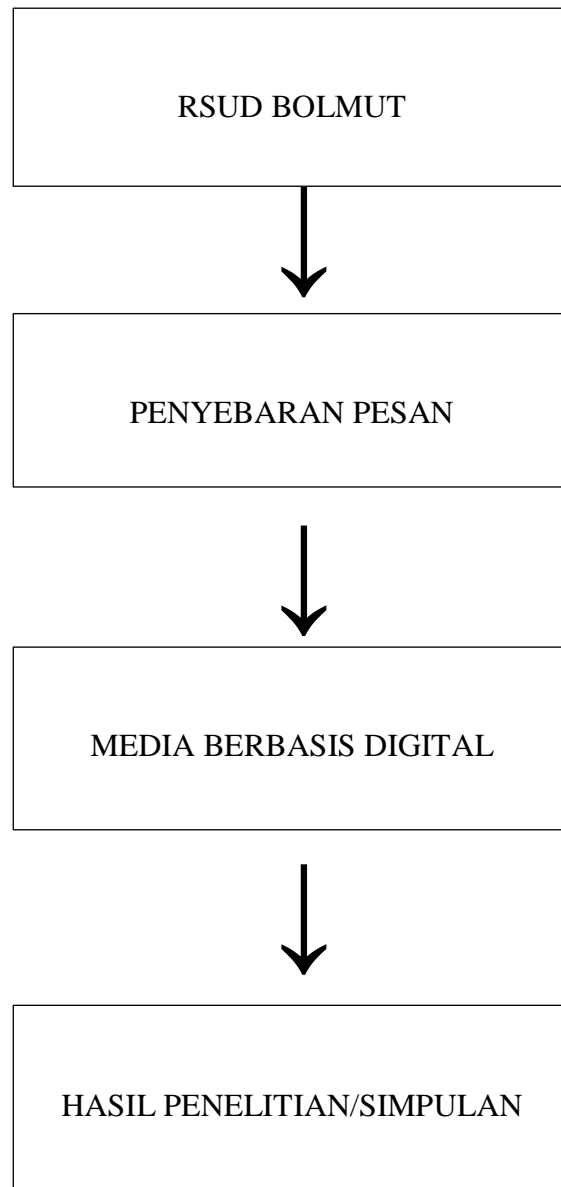 RSUD BOLMUT
PENYEBARAN PESAN
MEDIA BERBASIS DIGITAL
HASIL PENELITIAN/SIMPULAN